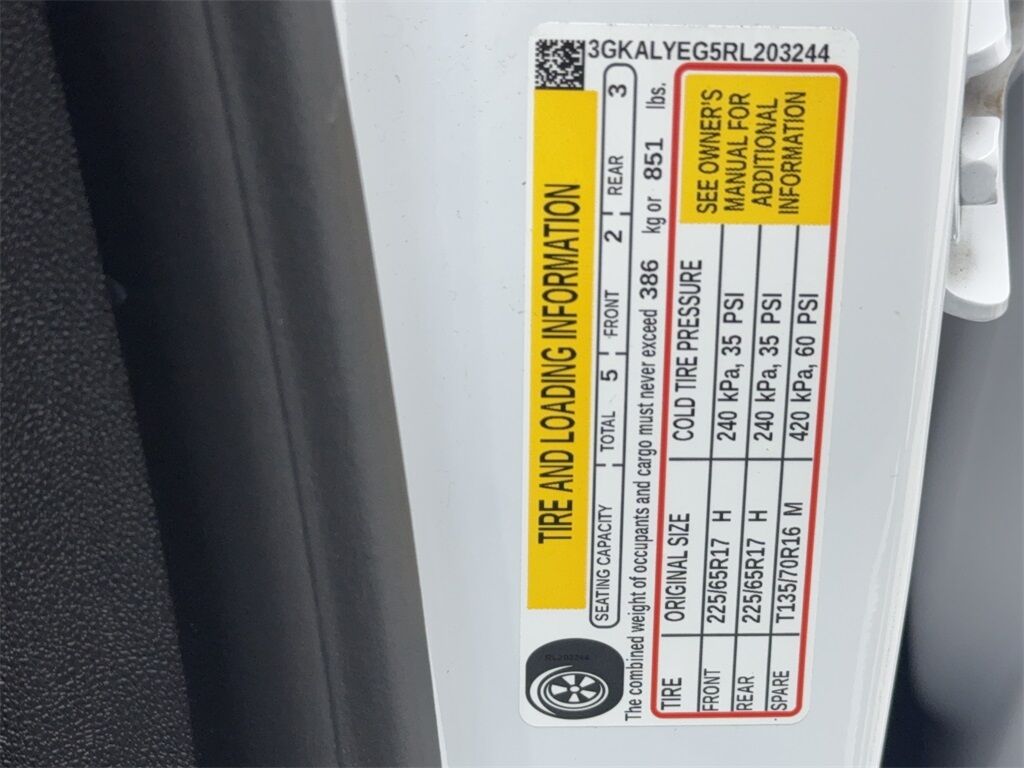 3GKALYEG5RL203244
TIRE AND LOADING INFORMATION
SEATING CAPACITY TOTAL 5 FRONT 2 REAR 3
The combined weight of occupants and cargo must never exceed 386 kg or 851 lbs.
TIRE ORIGINAL SIZE COLD TIRE PRESSURE
FRONT 225/65R17 H 240 kPa, 35 PSI
REAR 225/65R17 H 240 kPa, 35 PSI
SPARE T135/70R16 M 420 kPa, 60 PSI
SEE OWNER'S
MANUAL FOR
ADDITIONAL
INFORMATION
RL203244